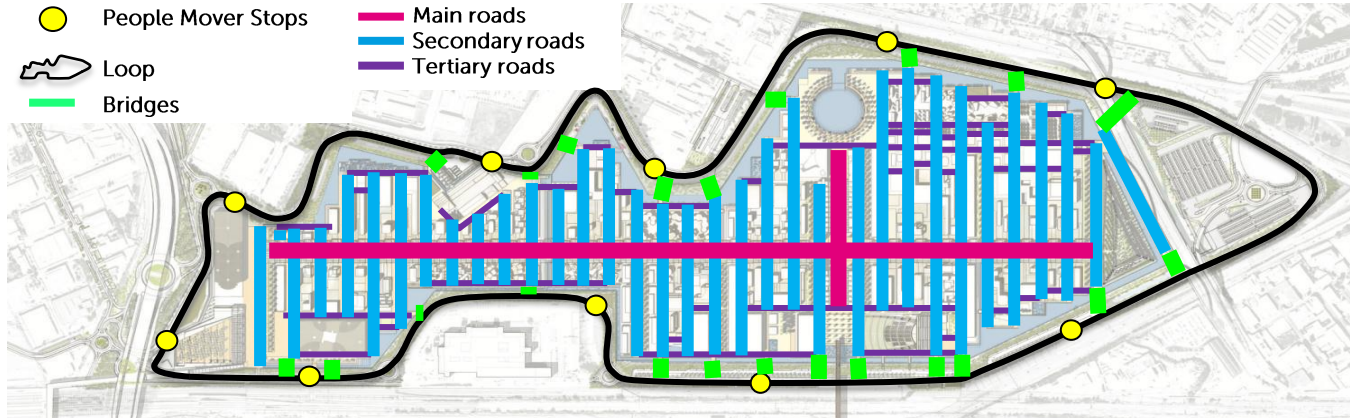 People Mover Stops
Loop
Bridges
Main roads
Secondary roads
Tertiary roads